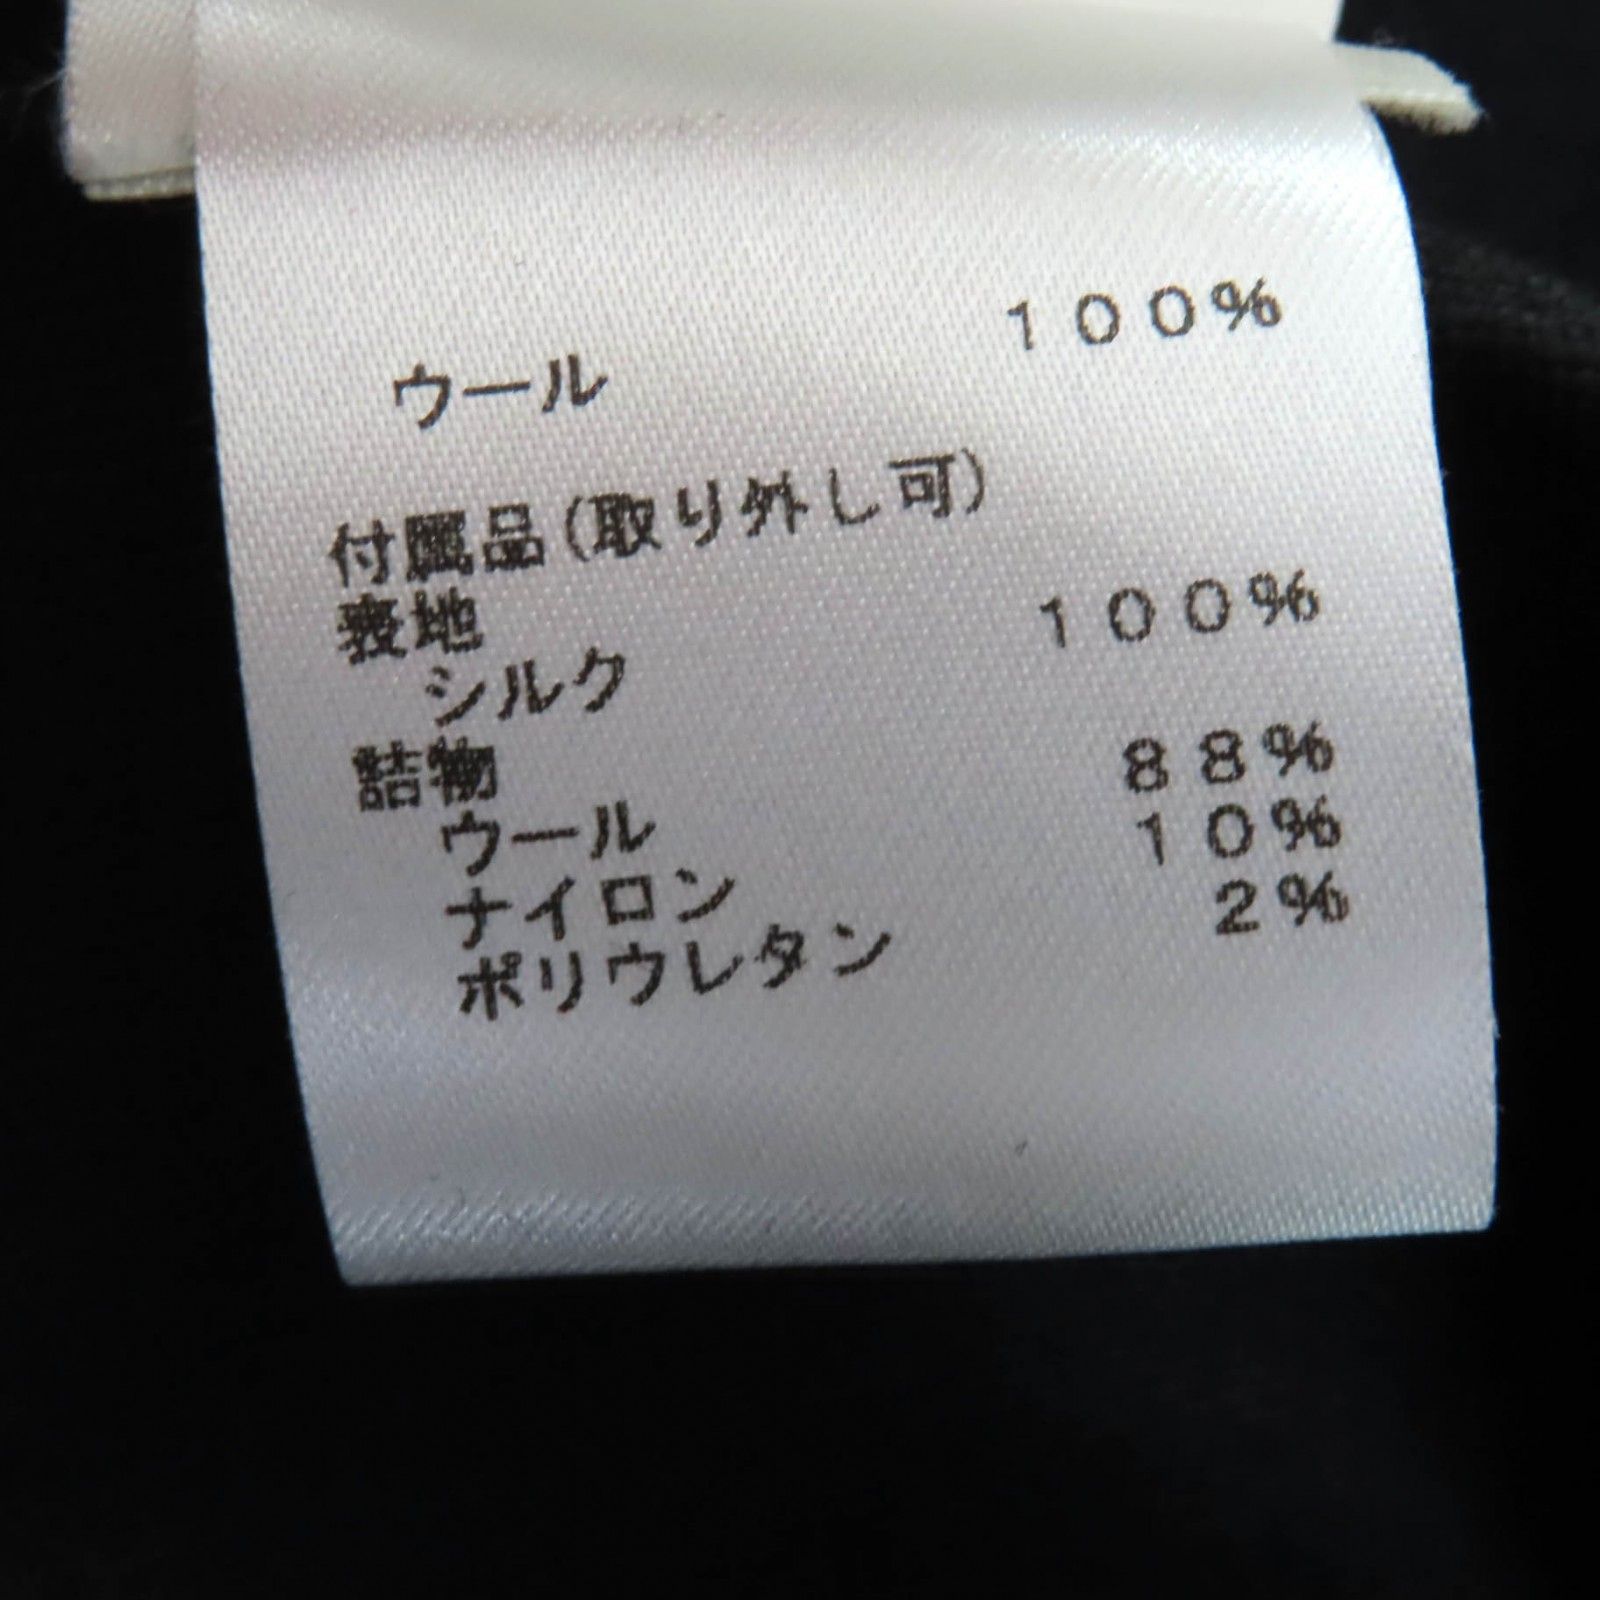 ウール 100%
付属品(取り外し可)
表地
シルク 100%
詰物
ウール 88%
ナイロン 10%
ポリウレタン 2%